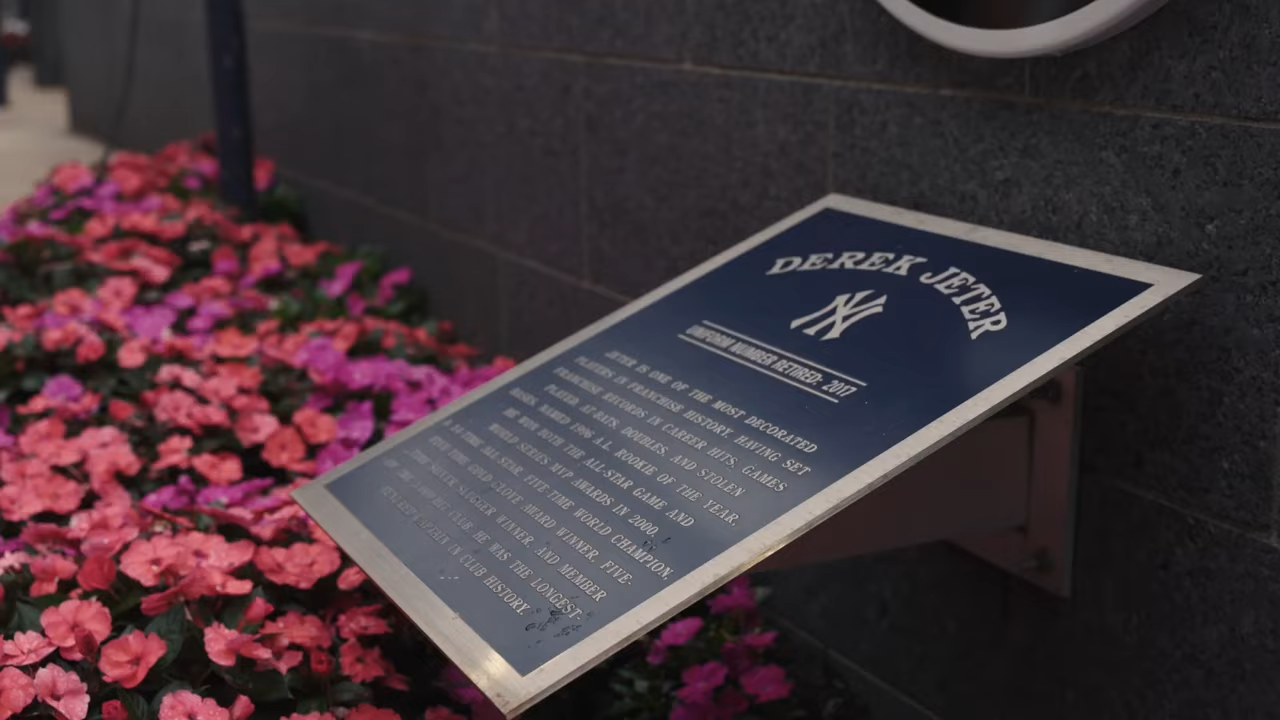 DEREK JETER
NY
UNIFORM NUMBER RETIRED: 2017
JETER IS ONE OF THE MOST DECORATED
PLAYERS IN FRANCHISE HISTORY, HAVING SET
FRANCHISE RECORDS IN CAREER HITS, GAMES
PLAYED, AT-BATS, DOUBLES, AND STOLEN
BASES. NAMED 1996 A.L. ROOKIE OF THE YEAR,
HE WON BOTH THE ALL-STAR GAME AND
WORLD SERIES MVP AWARDS IN 2000.
A 14-TIME ALL-STAR, FIVE-TIME WORLD CHAMPION,
FIVE-TIME GOLD GLOVE AWARD WINNER, FIVE-
TIME SILVER SLUGGER WINNER, AND MEMBER
OF THE 3,000-HIT CLUB, HE WAS THE LONGEST-
TENURED CAPTAIN IN CLUB HISTORY.